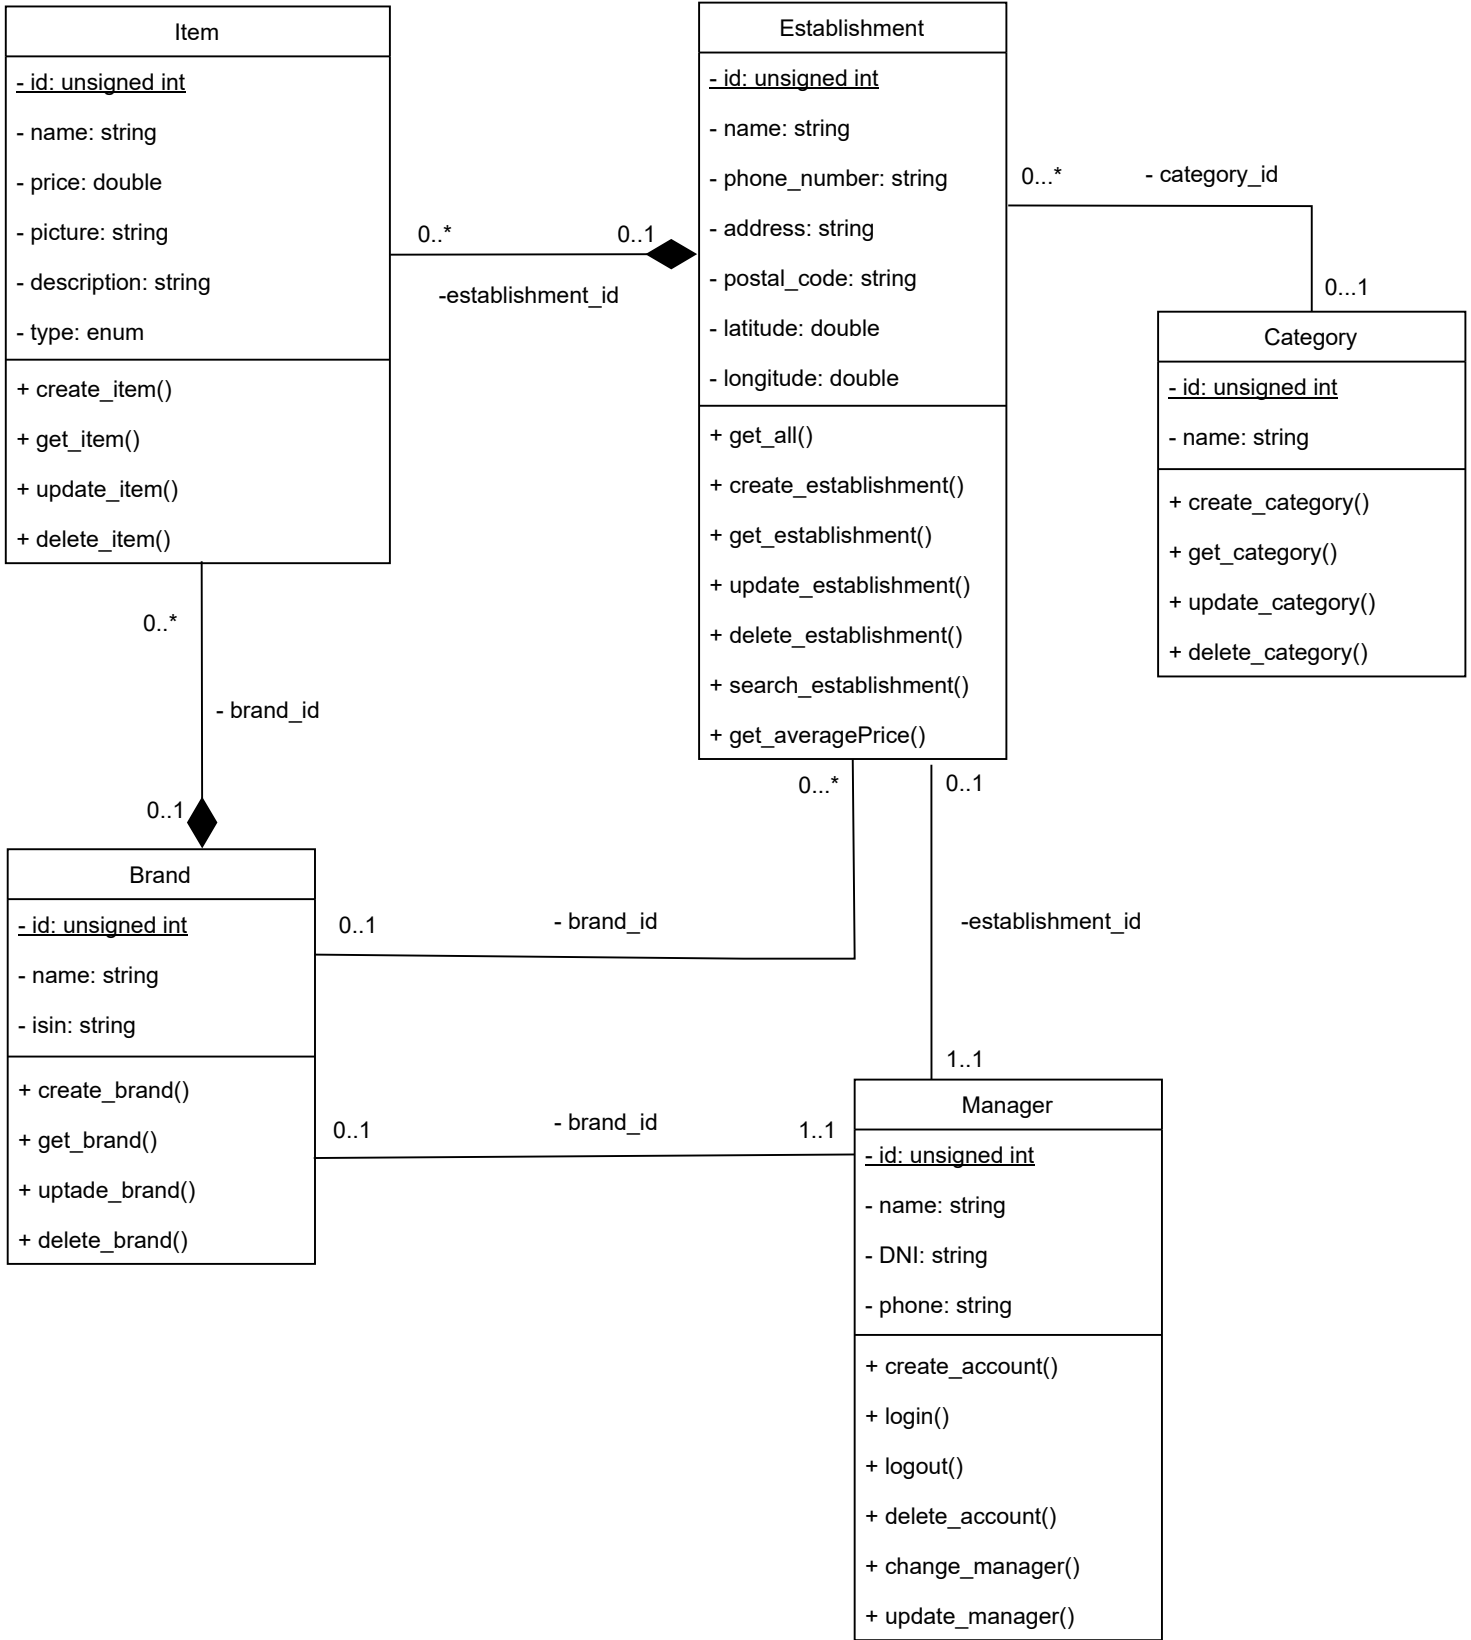 Item
- id: unsigned int
- name: string
- price: double
- picture: string
- description: string
- type: enum
+ create_item()
+ get_item()
+ update_item()
+ delete_item()
0..*
0..1
-establishment_id
Establishment
- id: unsigned int
- name: string
- phone_number: string
- address: string
- postal_code: string
- latitude: double
- longitude: double
+ get_all()
+ create_establishment()
+ get_establishment()
+ update_establishment()
+ delete_establishment()
+ search_establishment()
+ get_averagePrice()
0...*
- category_id
0...1
Category
- id: unsigned int
- name: string
+ create_category()
+ get_category()
+ update_category()
+ delete_category()
0..*
- brand_id
0..1
Brand
- id: unsigned int
- name: string
- isin: string
+ create_brand()
+ get_brand()
+ uptade_brand()
+ delete_brand()
0...*
0..1
- brand_id
0..1
-establishment_id
1..1
0..1
- brand_id
1..1
Manager
- id: unsigned int
- name: string
- DNI: string
- phone: string
+ create_account()
+ login()
+ logout()
+ delete_account()
+ change_manager()
+ update_manager()